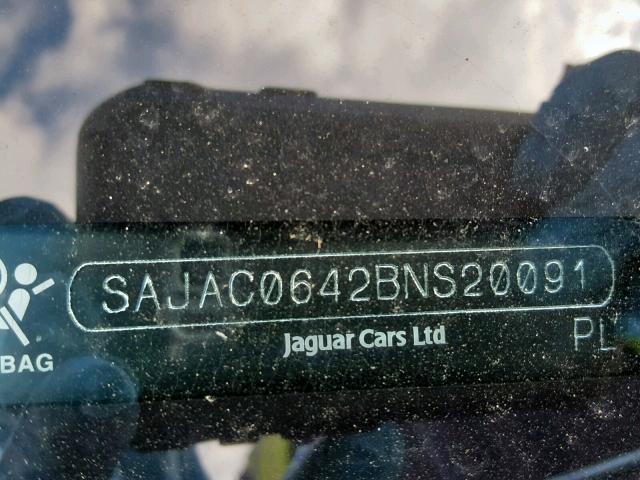 SAJAC0642BNS20091
Jaguar Cars Ltd
PL
BAG